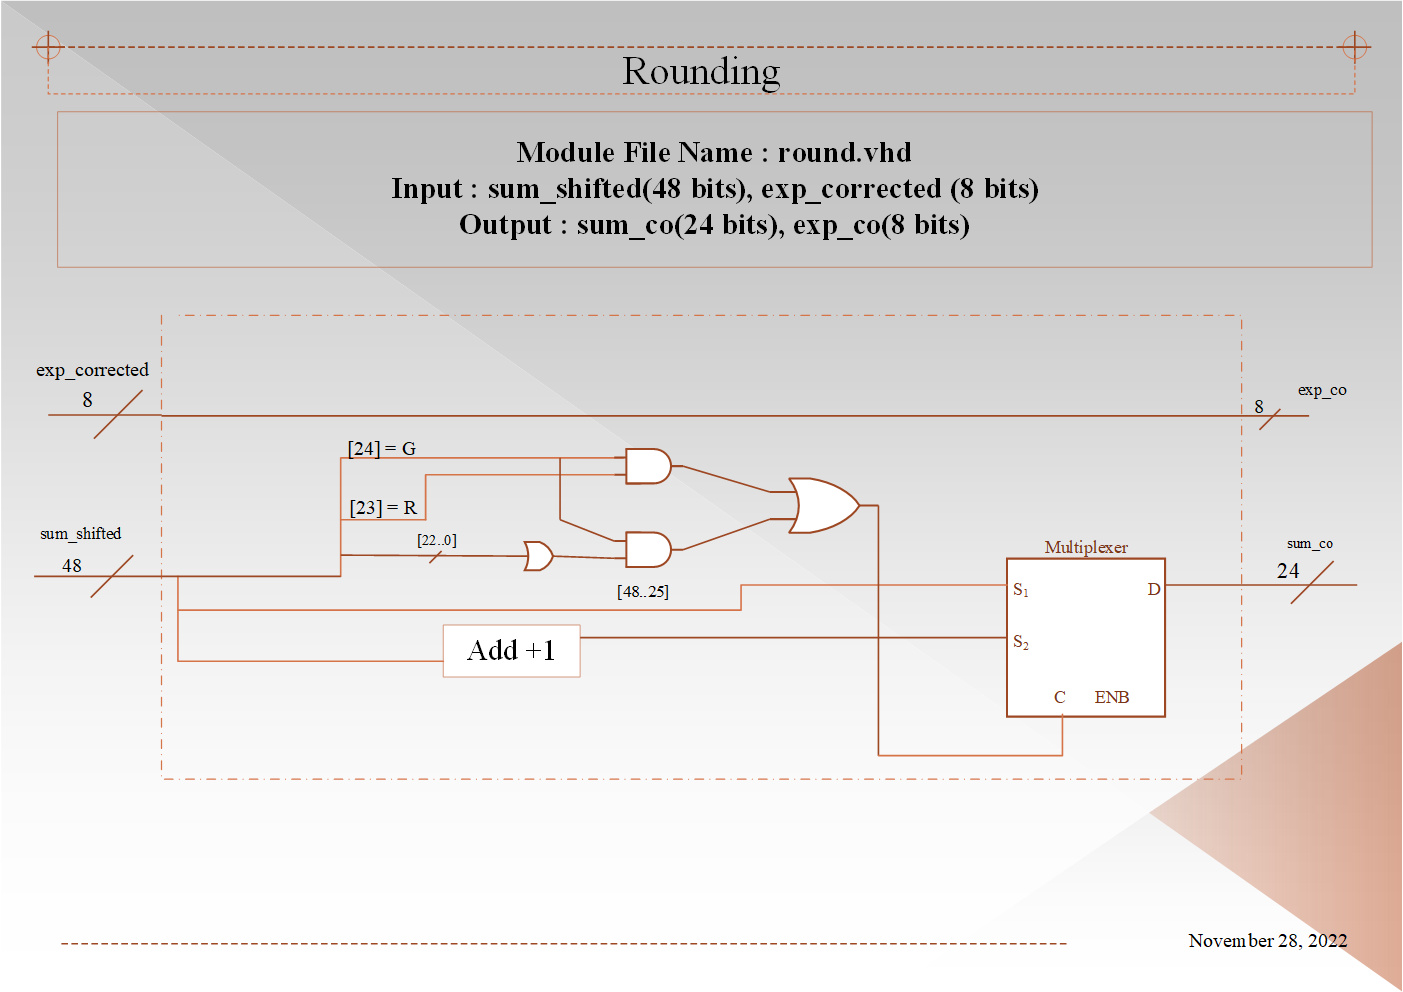 Rounding
Module File Name : round.vhd
Input : sum_shifted(48 bits), exp_corrected (8 bits)
Output : sum_co(24 bits), exp_co(8 bits)
exp_corrected
8
exp_co
8
[24] = G
[23] = R
[22..0]
sum_shifted
48
[48..25]
Add +1
Multiplexer
S1
D
S2
C ENB
sum_co
24
November 28, 2022